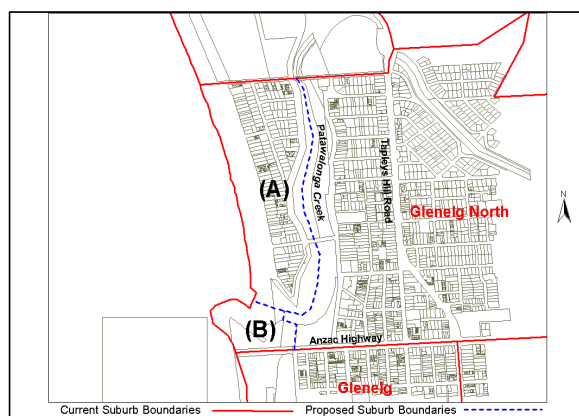 (A)
Patawalonga Creek
Tapleys Hill Road
Glenelg North
N
(B)
Anzac Highway
Glenelg
Current Suburb Boundaries
Proposed Suburb Boundaries